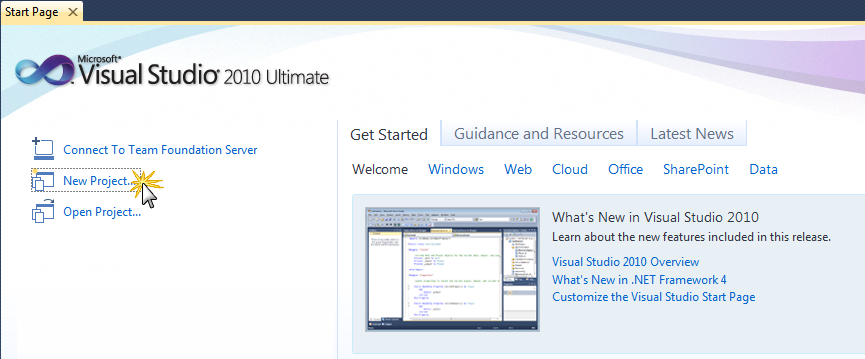 Start Page
Microsoft®
Visual Studio® 2010 Ultimate
Connect To Team Foundation Server
New Project...
Open Project...
Get Started Guidance and Resources Latest News
Welcome Windows Web Cloud Office SharePoint Data
What's New in Visual Studio 2010
Learn about the new features included in this release.
Visual Studio 2010 Overview
What's New in .NET Framework 4
Customize the Visual Studio Start Page